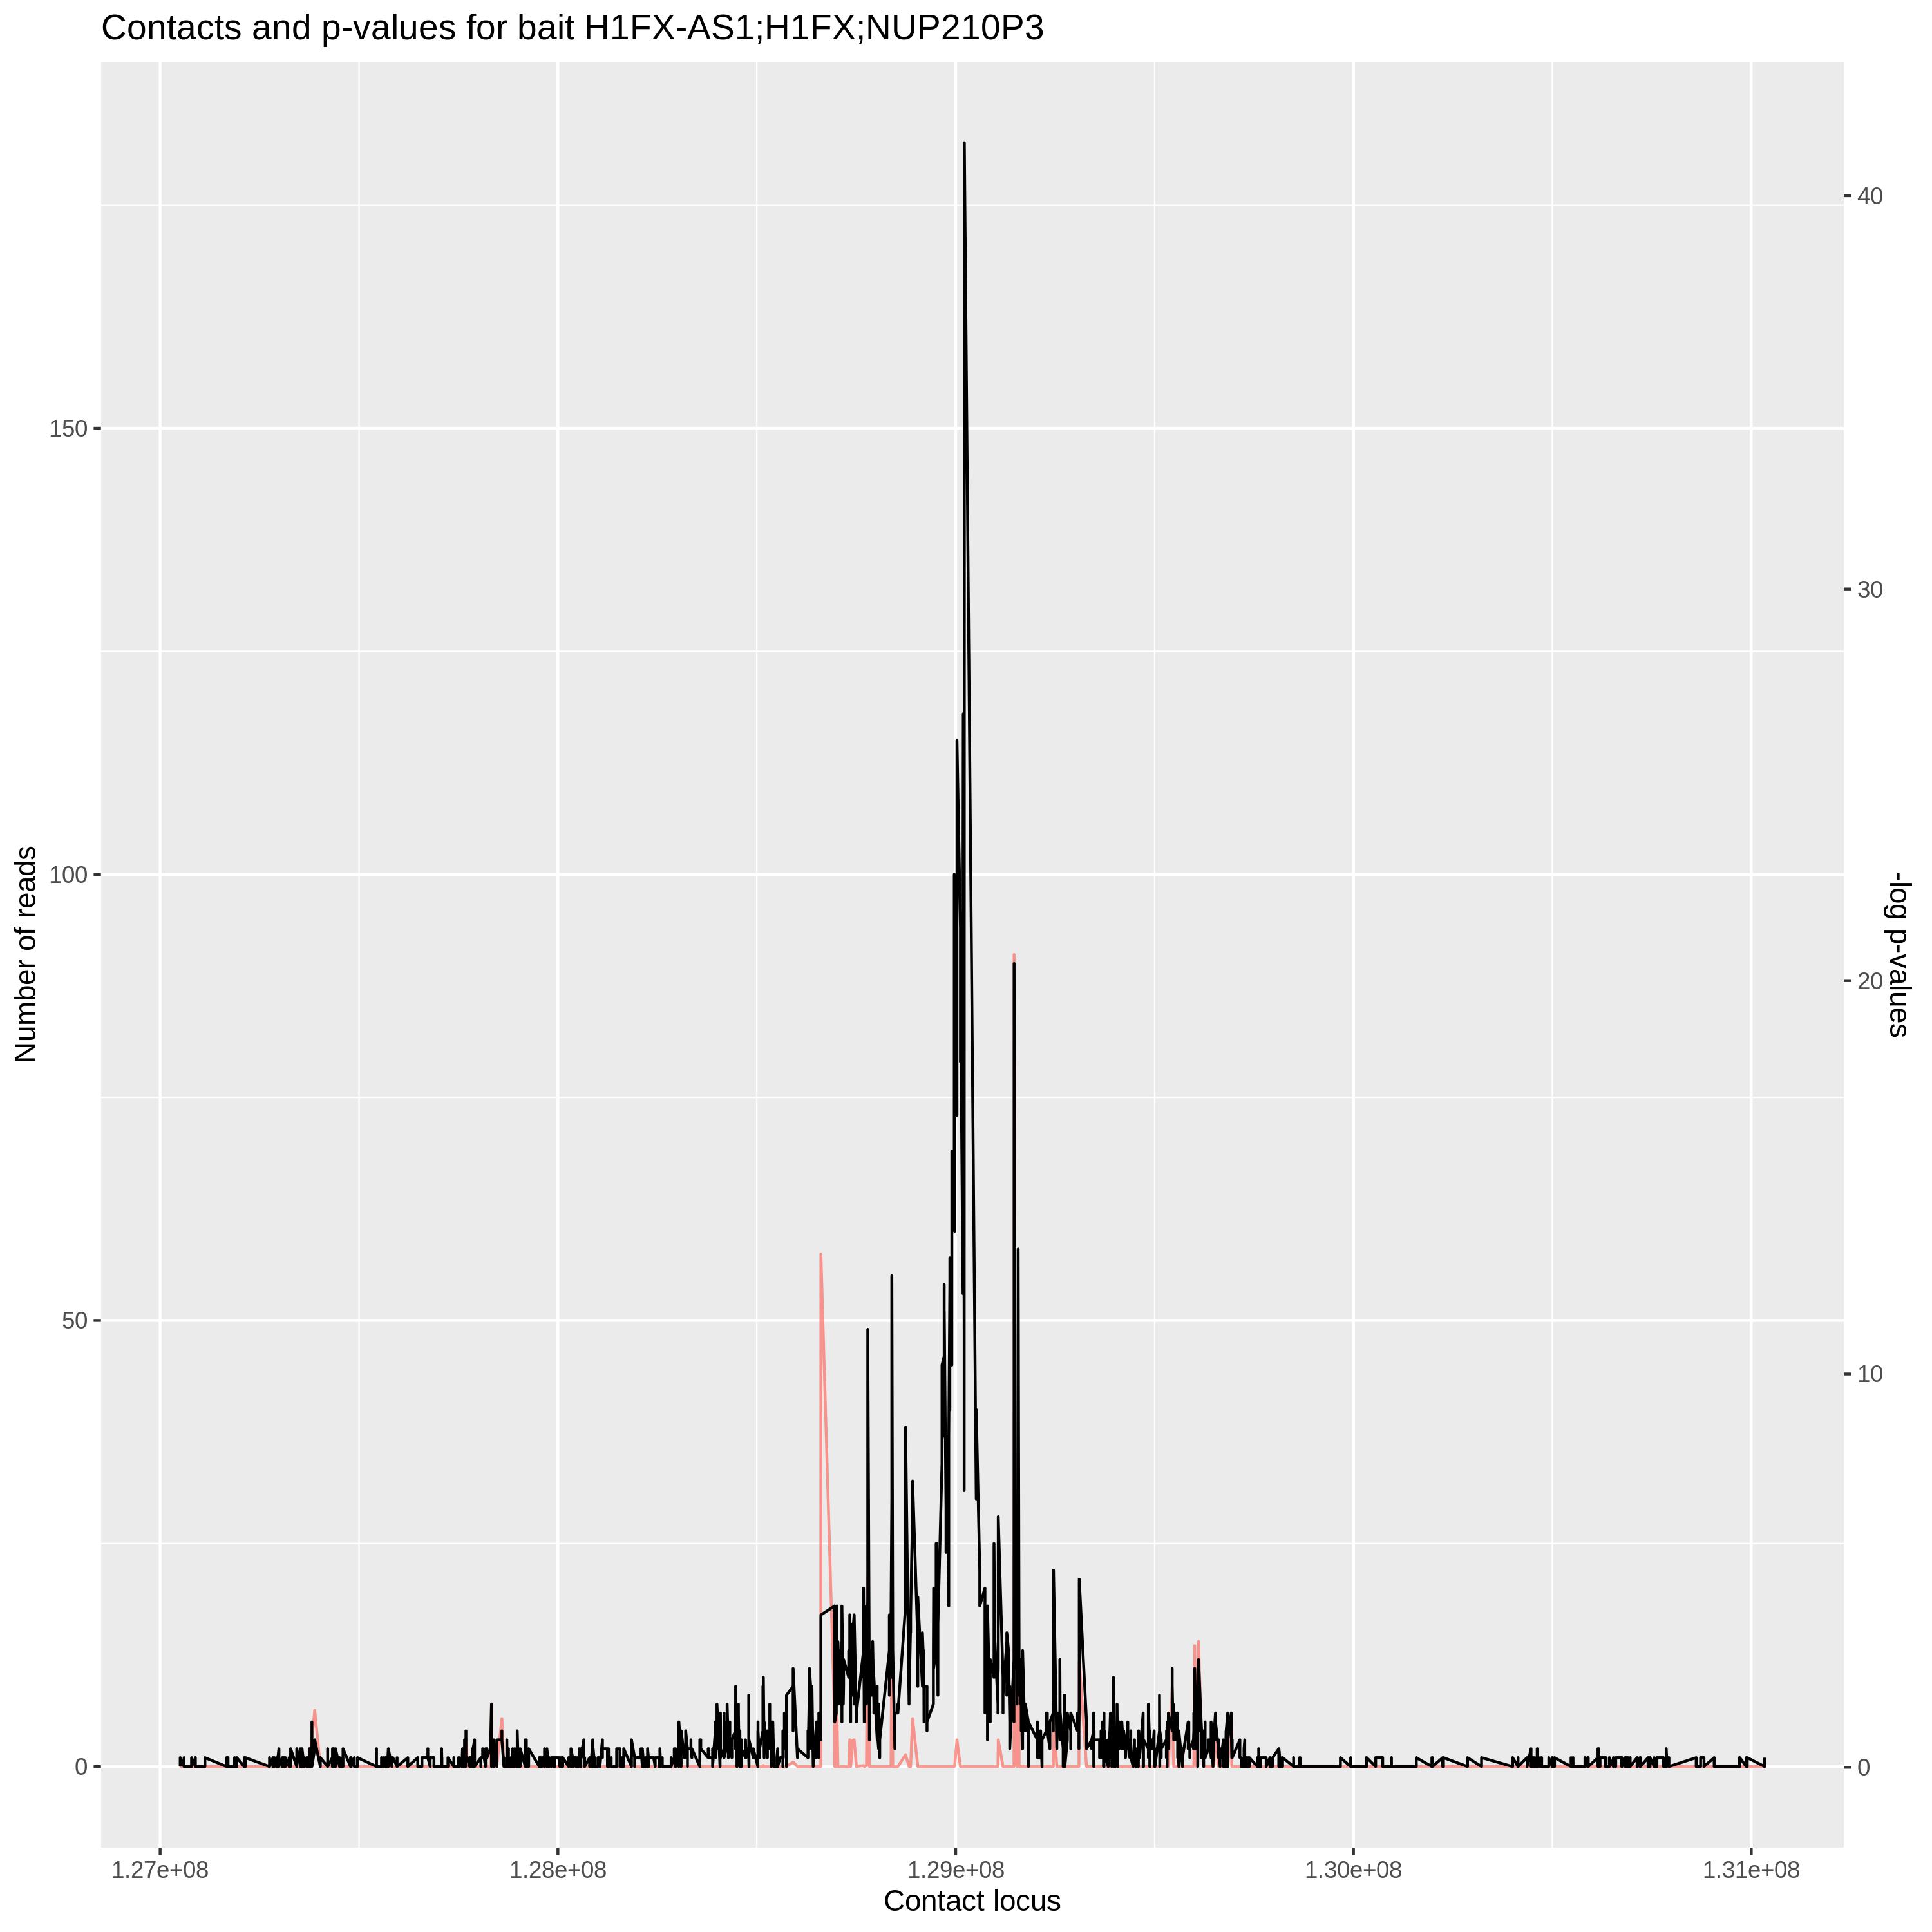 Contacts and p-values for bait H1FX-AS1;H1FX;NUP210P3
Number of reads
150
100
50
0
40
30
20
10
0
-log p-values
1.27e+08
1.28e+08
1.29e+08
1.30e+08
1.31e+08
Contact locus